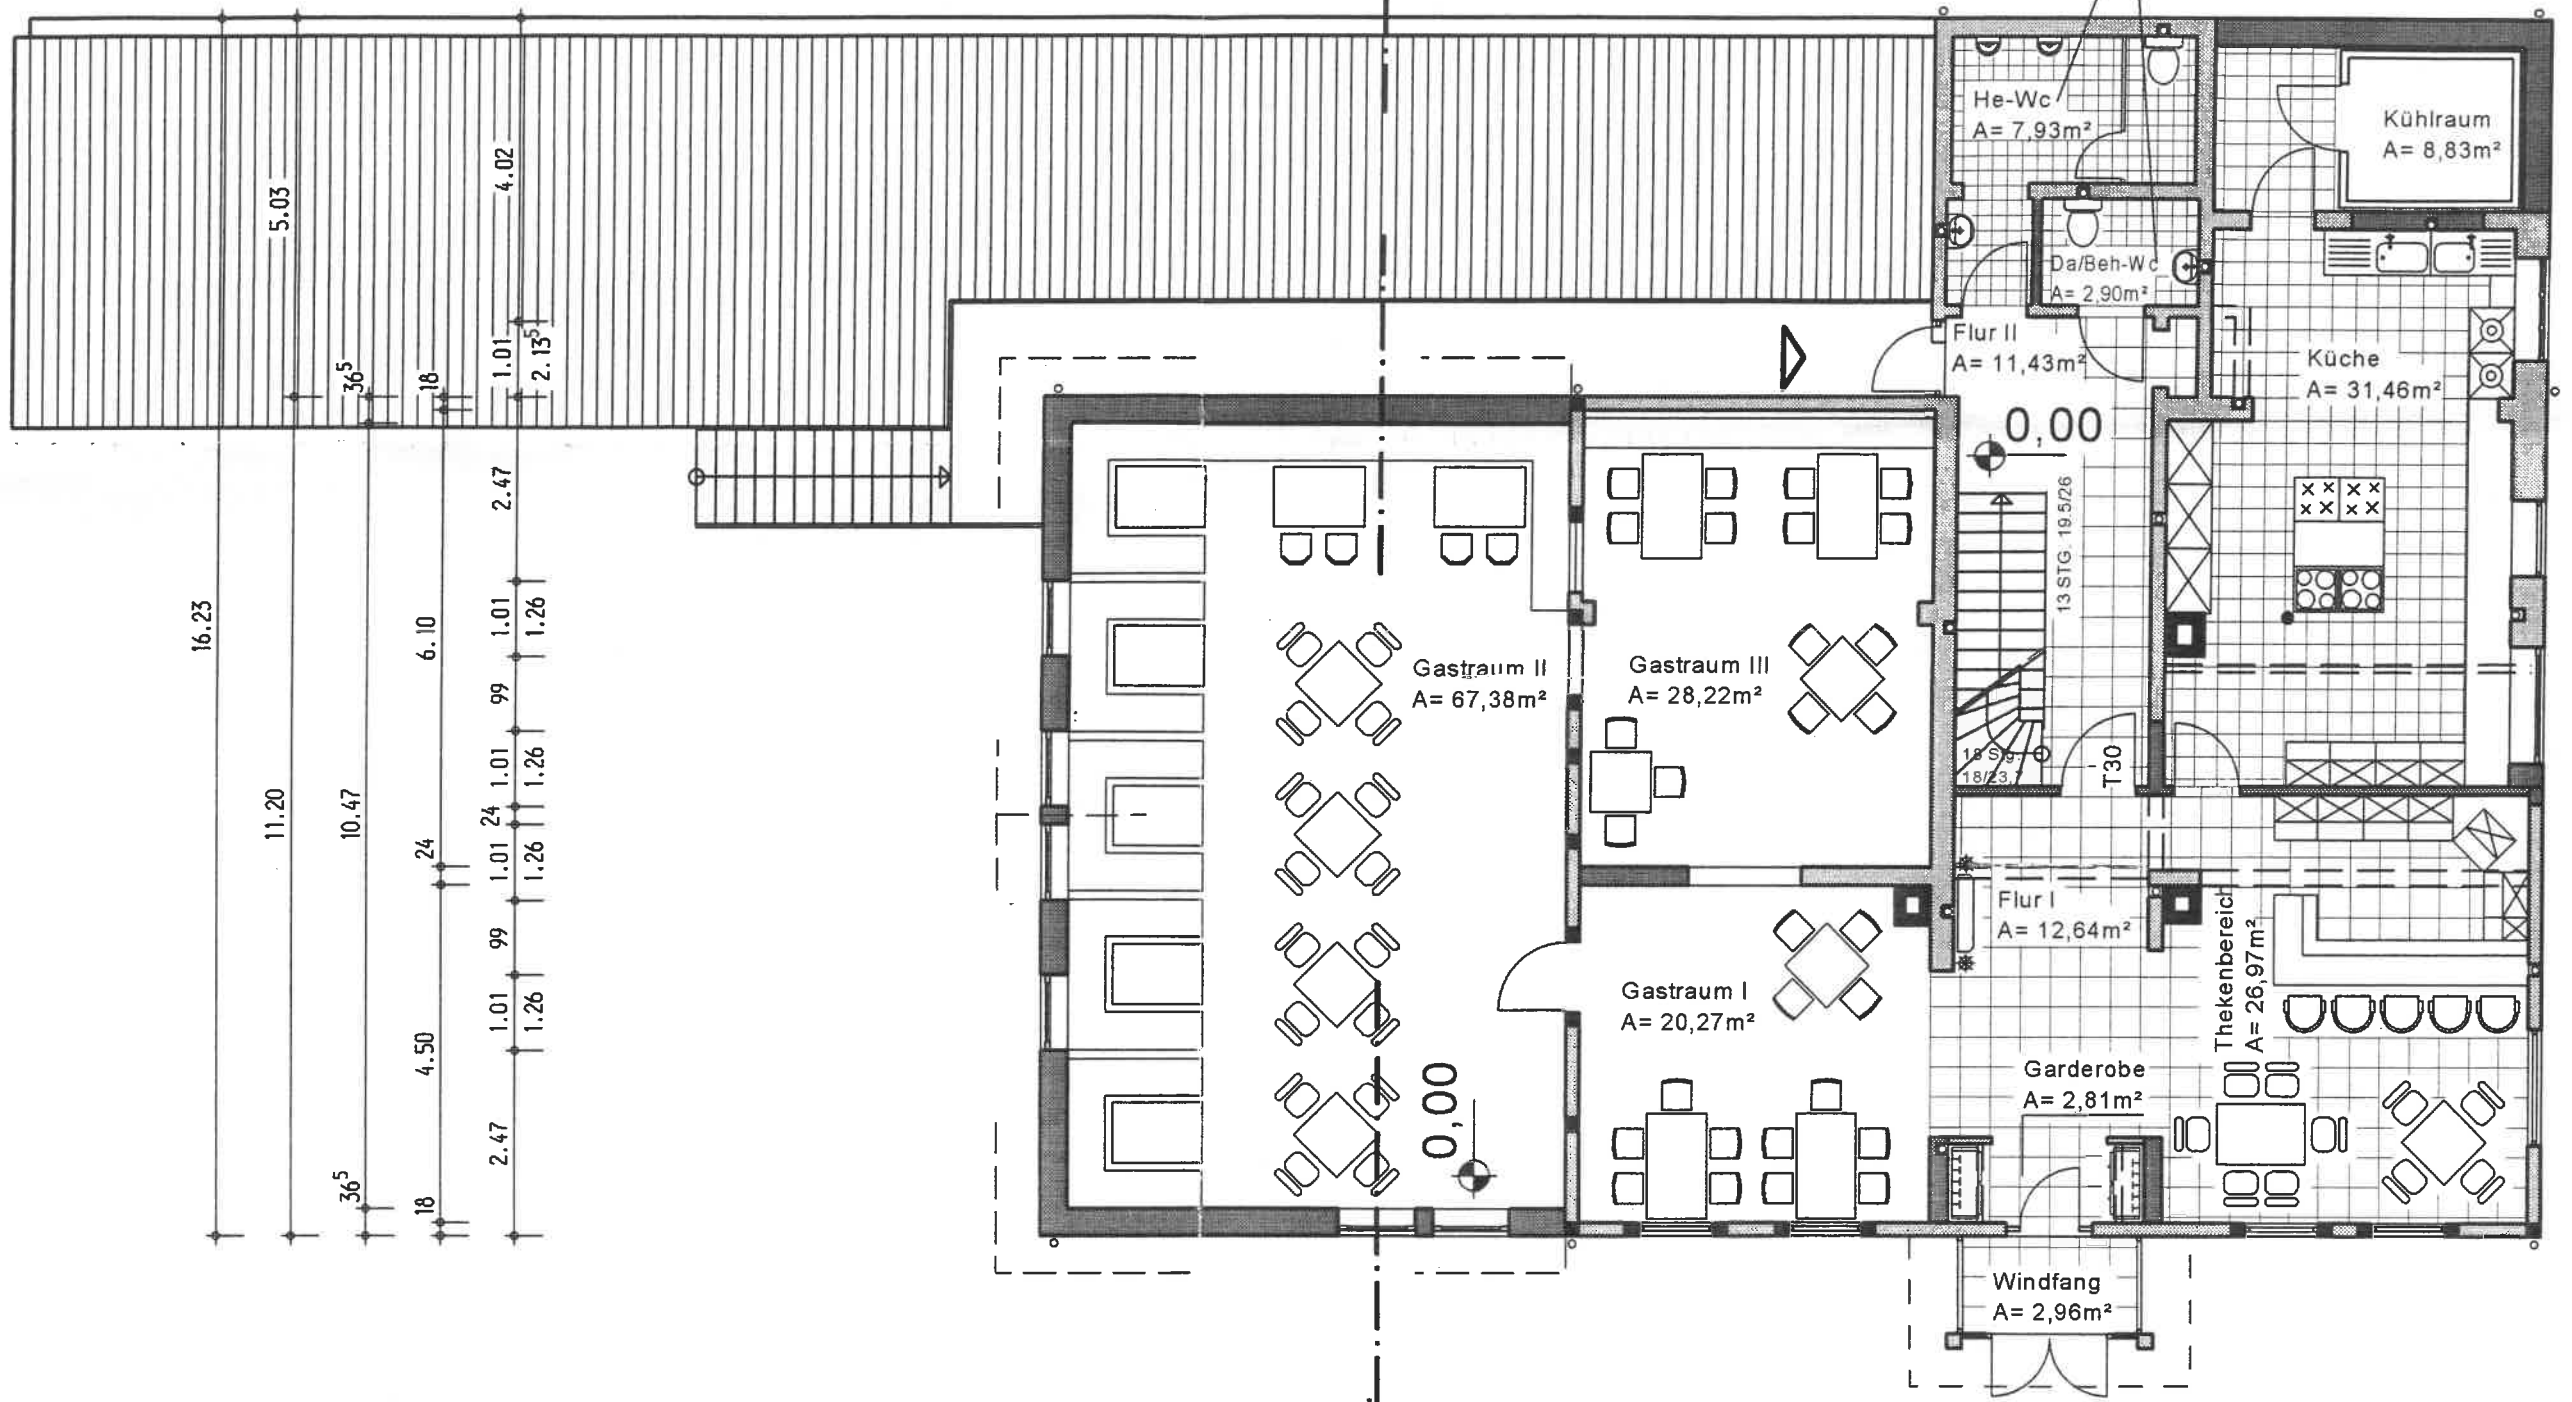 He-Wc
A= 7,93m²
Kühlraum
A= 8,83m²
Da/Beh-Wc
A= 2,90m²
Flur II
A= 11,43m²
Küche
A= 31,46m²
0,00
13 STG. 19.5/26
Gastraum II
A= 67,38m²
Gastraum III
A= 28,22m²
18 Stg.
18/23,7
T30
Flur I
A= 12,64m²
Thekenbereich
A= 26,97m²
Gastraum I
A= 20,27m²
Garderobe
A= 2,81m²
0,00
Windfang
A= 2,96m²
16.23
5.03
11.20
36⁵
10.47
36⁵
18
6.10
24
4.50
18
4.02
1.01
2.13⁵
2.47
1.01
1.26
99
1.01
1.26
24
1.01
1.26
99
1.01
1.26
2.47